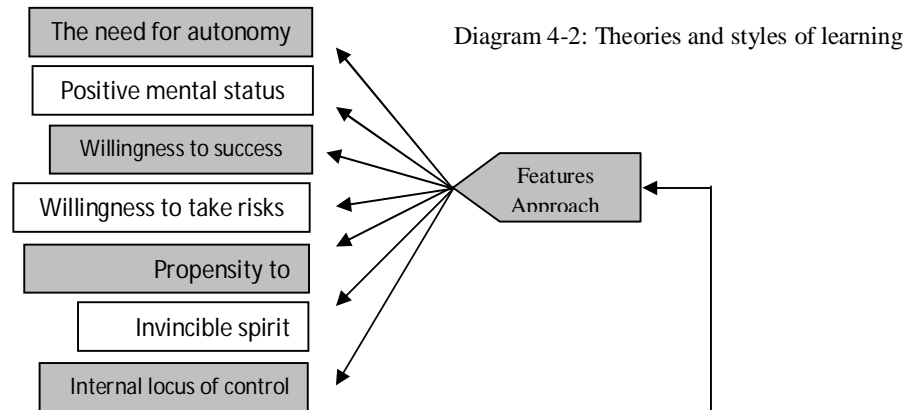 The need for autonomy
Diagram 4-2: Theories and styles of learning
Positive mental status
Willingness to success
Features
Approach
Willingness to take risks
Propensity to
Invincible spirit
Internal locus of control